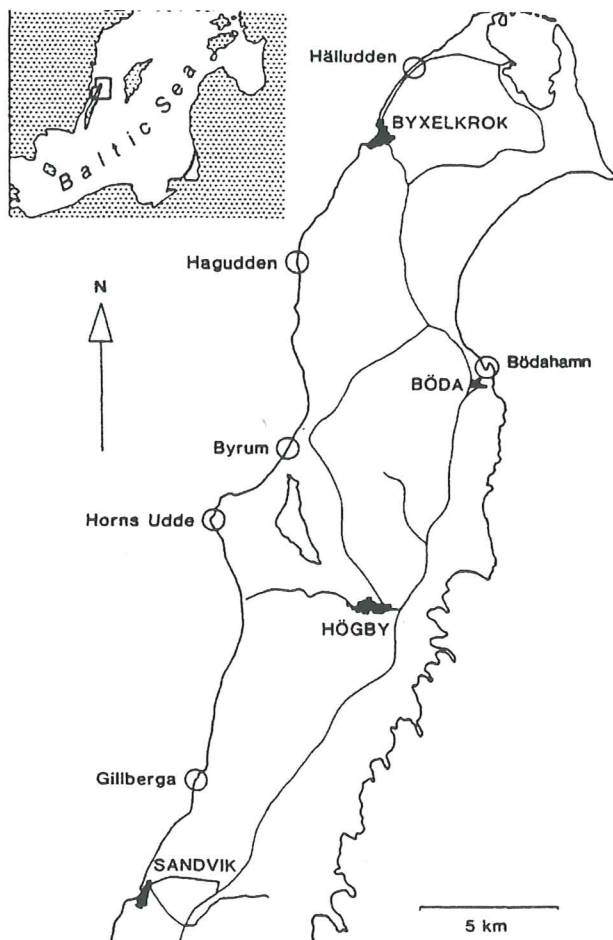 Baltic Sea
Hälludden
BYXELKROK
Hagudden
N
Bödahamn
BÖDA
Byrum
Horns Udde
HÖGBY
Gillberga
SANDVIK
5 km